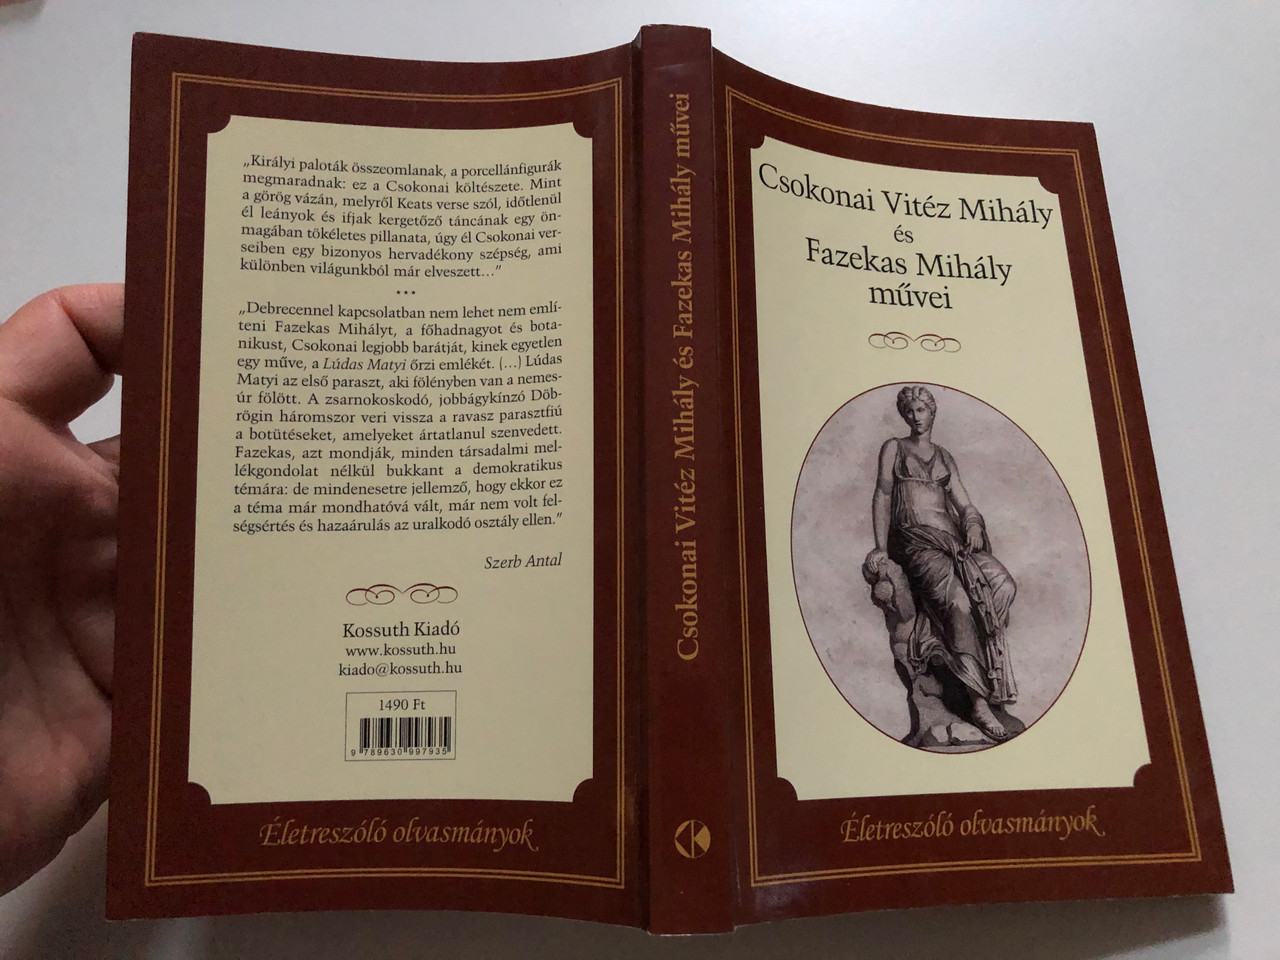 „Királyi paloták összeomlanak, a porcellánfigurák
megmaradnak: ez a Csokonai költészete. Mint
a görög vázán, melyről Keats verse szól, időtlenül
él leányok és ifjak kergetőző táncának egy ön-
magában tökéletes pillanata, úgy él Csokonai ver-
seiben egy bizonyos hervadékony szépség, ami
különben világunkból már elveszett…”
***
„Debreccennel kapcsolatban nem lehet nem emlí-
teni Fazekas Mihályt, a főhadnagyot és bota-
nikust, Csokonai legjobb barátját, kinek egyetlen
egy műve, a Lúdas Matyi őrzi emlékét. (…) Lúdas
Matyi az első paraszt, aki fölényben van a nemes-
úr fölött. A zsarnokoskodó, jobbágykínzó Döb-
rögin háromszor veri vissza a ravasz parasztfiú
a botütéseket, amelyeket ártatlanul szenvedett.
Fazekas, azt mondják, minden társadalmi mel-
lékgondolat nélkül bukkant a demokratikus
témára: de mindenesetre jellemző, hogy ekkor ez
a téma már mondhatóvá vált, már nem volt fel-
ségsértés és hazaárulás az uralkodó osztály ellen.”
Szerb Antal
Kossuth Kiadó
www.kossuth.hu
kiado@kossuth.hu
1490 Ft
9 789630 997935
Életreszóló olvasmányok
Csokonai Vitéz Mihály és Fazekas Mihály művei
K
Csokonai Vitéz Mihály
és
Fazekas Mihály
művei
Életreszóló olvasmányok